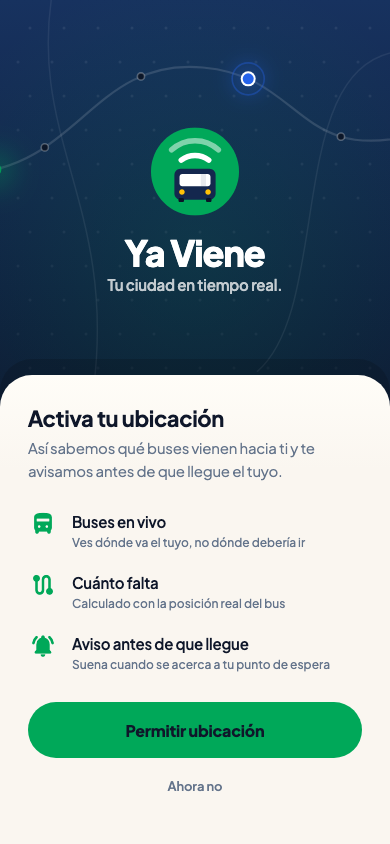 Ya Viene
Tu ciudad en tiempo real.
Activa tu ubicación
Así sabemos qué buses vienen hacia ti y te
avisamos antes de que llegue el tuyo.
Buses en vivo
Ves dónde va el tuyo, no dónde debería ir
Cuánto falta
Calculado con la posición real del bus
Aviso antes de que llegue
Suena cuando se acerca a tu punto de espera
Permitir ubicación
Ahora no